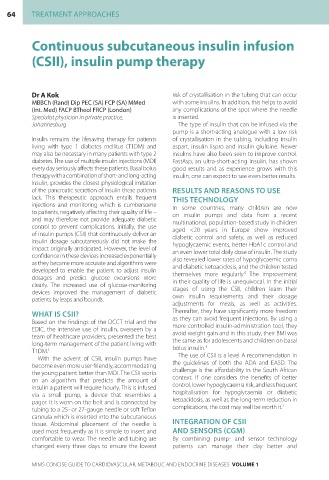 64 TREATMENT APPROACHES
Continuous subcutaneous insulin infusion
(CSII), insulin pump therapy
Dr A Kok
MBBCh (Rand) Dip PEC (SA) FCP (SA) MMed
(Int. Med) FACP BTheol FRCP (London)
Specialist physician in private practice,
Johannesburg
Insulin remains the lifesaving therapy for patients
living with type 1 diabetes mellitus (T1DM) and
may also be necessary in many patients with type 2
diabetes. The use of multiple insulin injections (MDI)
every day seriously affects these patients. Basal bolus
therapy with a combination of short- and long-acting
insulin, provides the closest physiological imitation
of the pancreatic secretion of insulin these patients
lack. This therapeutic approach entails frequent
injections and monitoring which is cumbersome
to patients, negatively affecting their quality of life –
and may therefore not provide adequate diabetic
control to prevent complications. Initially, the use
of insulin pumps (CSII) that continuously deliver an
insulin dosage subcutaneously did not make the
impact originally anticipated. However, the level of
confidence in these devices increased exponentially
as they became more accurate and algorithms were
developed to enable the patient to adjust insulin
dosages and predict glucose excursions more
clearly. The increased use of glucose-monitoring
devices improved the management of diabetic
patients by leaps and bounds.
WHAT IS CSII?
Based on the findings of the DCCT trial and the
EDIC, the intensive use of insulin, overseen by a
team of healthcare providers, presented the best
long-term management of the patient living with
T1DM.
With the advent of CSII, insulin pumps have
become even more user-friendly, accommodating
the young patient better than MDI. The CSII works
on an algorithm that predicts the amount of
insulin a patient will require hourly. This is infused
via a small pump, a device that resembles a
pager. It is worn on the belt and is connected by
tubing to a 25- or 27-gauge needle or soft Teflon
cannula which is inserted into the subcutaneous
tissue. Abdominal placement of the needle is
used most frequently as it is simple to insert and
comfortable to wear. The needle and tubing are
changed every three days to ensure the lowest
risk of crystallisation in the tubing that can occur
with some insulins. In addition, this helps to avoid
any complications of the spot where the needle
is inserted.
The type of insulin that can be infused via the
pump is a short-acting analogue with a low risk
of crystallisation in the tubing, including insulin
aspart, insulin lispro and insulin glulisine. Newer
insulins have also been seen to improve control.
FastAsp, an ultra-short-acting insulin, has shown
good results and as experience grows with this
insulin, one can expect to see even better results.
RESULTS AND REASONS TO USE
THIS TECHNOLOGY
In some countries, many children are now
on insulin pumps and data from a recent
multinational, population-based study in children
aged <20 years in Europe show improved
diabetic control and safety, as well as reduced
hypoglycaemic events, better HbA1c control and
an even lower total daily dose of insulin. The study
also revealed lower rates of hypoglycaemic coma
and diabetic ketoacidosis, and the children tested
themselves more regularly. The improvement
in their quality of life is unequivocal. In the initial
stages of using the CSII, children learn their
own insulin requirements and their dosage
adjustments for meals, as well as activities.
Thereafter, they have significantly more freedom
as they can avoid frequent injections. By using a
more controlled insulin-administration tool, they
avoid weight gain and in this study, their BMI was
the same as for adolescents and children on basal
bolus insulin.
The use of CSII is a level A recommendation in
the guidelines of both the ADA and EASD. The
challenge is the affordability in the South African
context. If one considers the benefits of better
control, lower hypoglycaemia risk, and less frequent
hospitalisation for hypoglycaemia or diabetic
ketoacidosis, as well as the long-term reduction in
complications, the cost may well be worth it.
INTEGRATION OF CSII
AND SENSORS (CGM)
By combining pump- and sensor technology
patients can manage their day better and
MIMS CONCISE GUIDE TO CARDIOVASCULAR, METABOLIC AND ENDOCRINE DISEASES VOLUME 1